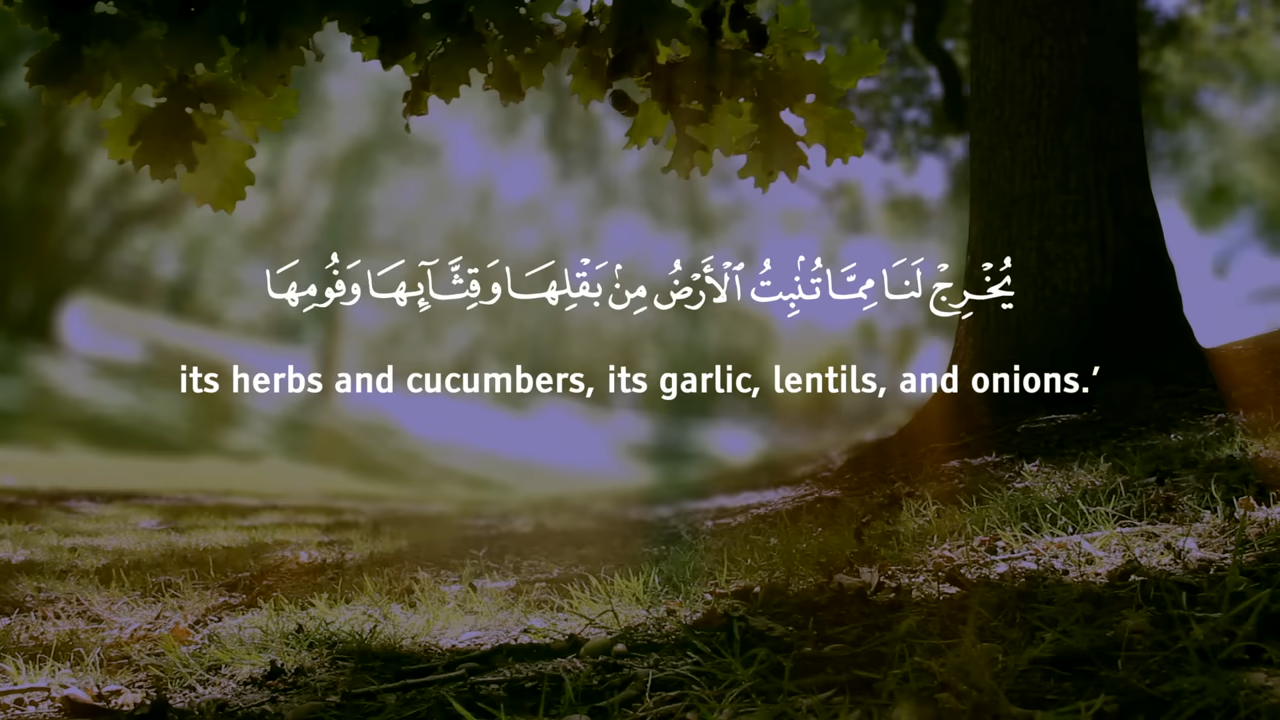 يُخْرِجْ لَنَا مِمَّا تُنۢبِتُ ٱلْأَرْضُ مِنۢ بَقْلِهَا وَقِثَّآئِهَا وَفُومِهَا
its herbs and cucumbers, its garlic, lentils, and onions.’